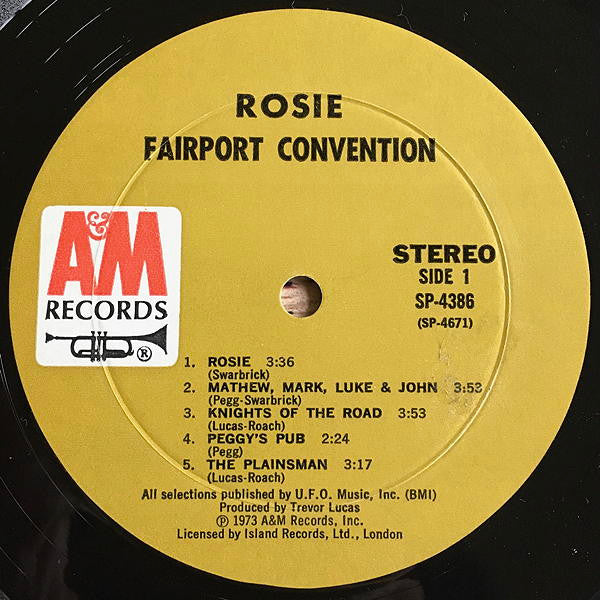 ROSIE
FAIRPORT CONVENTION
A&M
RECORDS
®
STEREO
SIDE 1
SP-4386
(SP-4671)
1. ROSIE 3:36
(Swarbrick)
2. MATHEW, MARK, LUKE & JOHN 3:53
(Pegg-Swarbrick)
3. KNIGHTS OF THE ROAD 3:53
(Lucas-Roach)
4. PEGGY'S PUB 2:24
(Pegg)
5. THE PLAINSMAN 3:17
(Lucas-Roach)
All selections published by U.F.O. Music, Inc. (BMI)
Produced by Trevor Lucas
℗ 1973 A&M Records, Inc.
Licensed by Island Records, Ltd., London